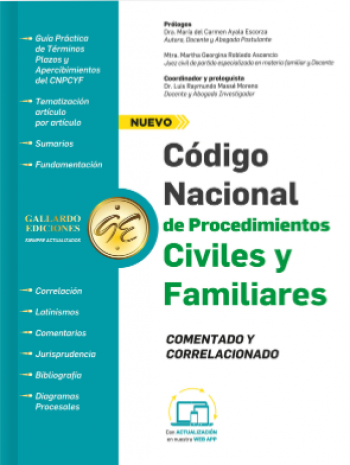 Guía Práctica
de Términos
Plazos y
Apercibimientos
del CNPCYF
Tematización
artículo
por artículo
Sumarios
Fundamentación
GALLARDO
EDICIONES
SIEMPRE ACTUALIZADOS
GE
Correlación
Latinismos
Comentarios
Jurisprudencia
Bibliografía
Diagramas
Procesales
Prólogos
Dra. María del Carmen Ayala Escorza
Autora, Docente y Abogada Postulante
Mtra. Martha Georgina Robledo Ascencio
Juez civil de partido especializado en materia familiar y Docente
Coordinador y prologuista
Dr. Luis Raymundo Massé Moreno
Docente y Abogado Investigador
NUEVO
Código
Nacional
de Procedimientos
Civiles y
Familiares
COMENTADO Y
CORRELACIONADO
Con ACTUALIZACIÓN
en nuestra WEB APP